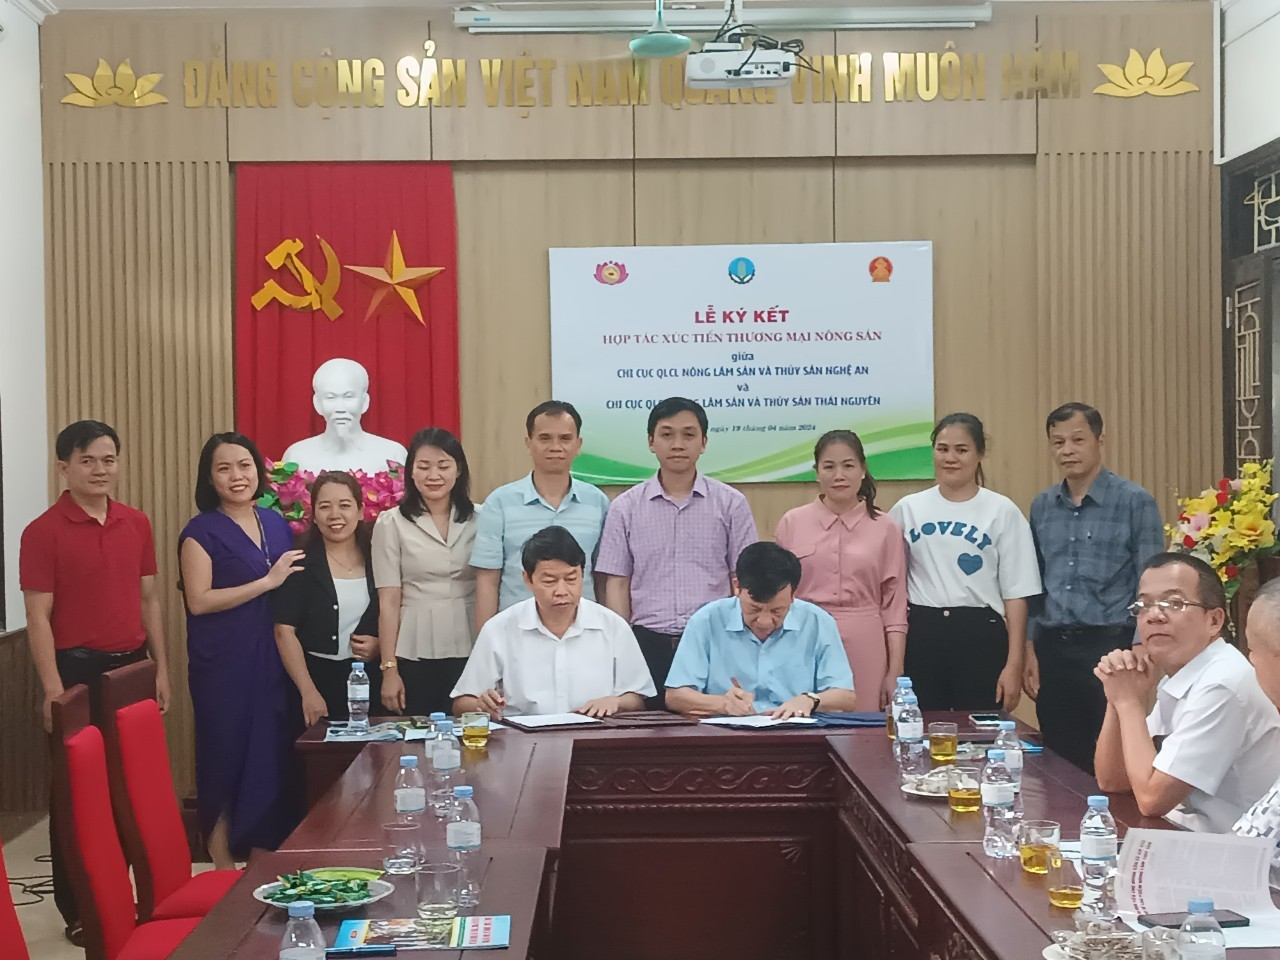 ĐẢNG CỘNG SẢN VIỆT NAM QUANG VINH MUÔN NĂM
LỄ KÝ KẾT
HỢP TÁC XÚC TIẾN THƯƠNG MẠI NÔNG SẢN
giữa
CHI CỤC QLCL NÔNG LÂM SẢN VÀ THỦY SẢN NGHỆ AN
và
CHI CỤC LÂM SẢN VÀ THỦY SẢN THÁI NGUYÊN
ngày 19 tháng 04 năm 2024
LOVELY